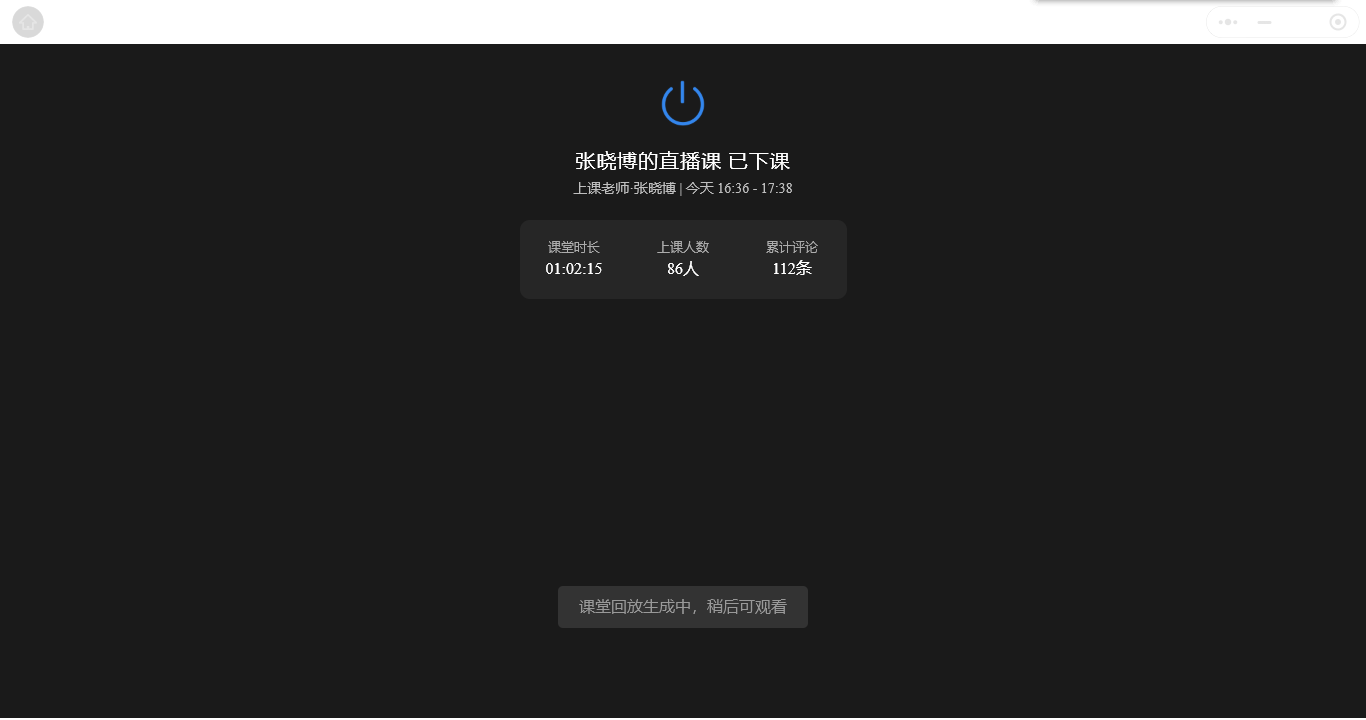 张晓博的直播课 已下课
上课老师·张晓博 | 今天 16:36 - 17:38
课堂时长 上课人数 累计评论
01:02:15 86人 112条
课堂回放生成中，稍后可观看